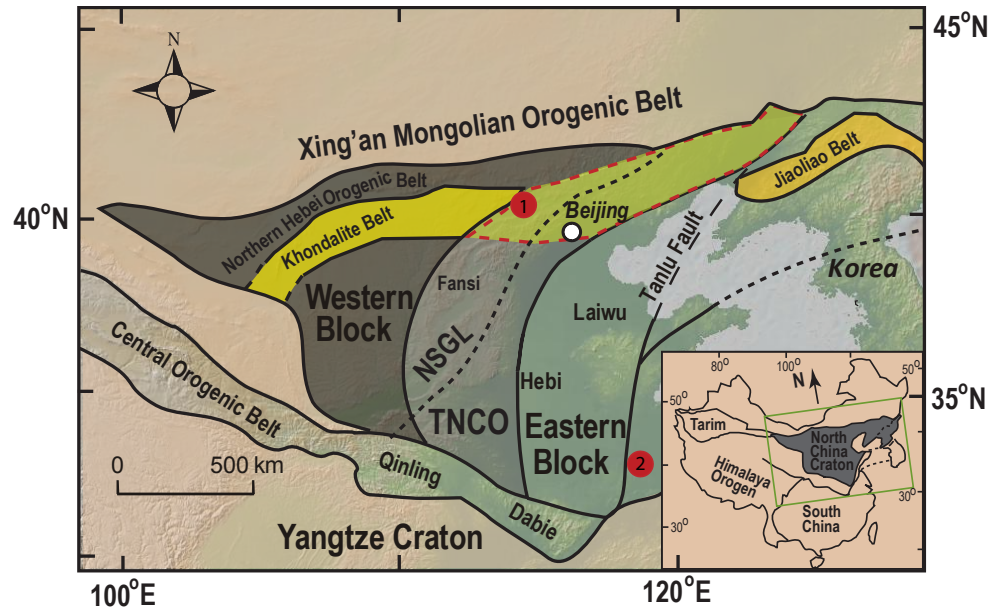 45°N
N
Xing'an Mongolian Orogenic Belt
Jiaoliao Belt
Northern Hebei Orogenic Belt
Khondalite Belt
1
Beijing
40°N
Tanlu Fault
Korea
Fansi
Western
Block
Laiwu
NSGL
Hebi
Central Orogenic Belt
TNCO
Eastern
Block
35°N
0
500 km
Qinling
2
Dabie
Yangtze Craton
100°E
120°E
80°
100°
N
50°
50°
Tarim
North
China
Craton
Himalaya
Orogen
30°
South
China
30°